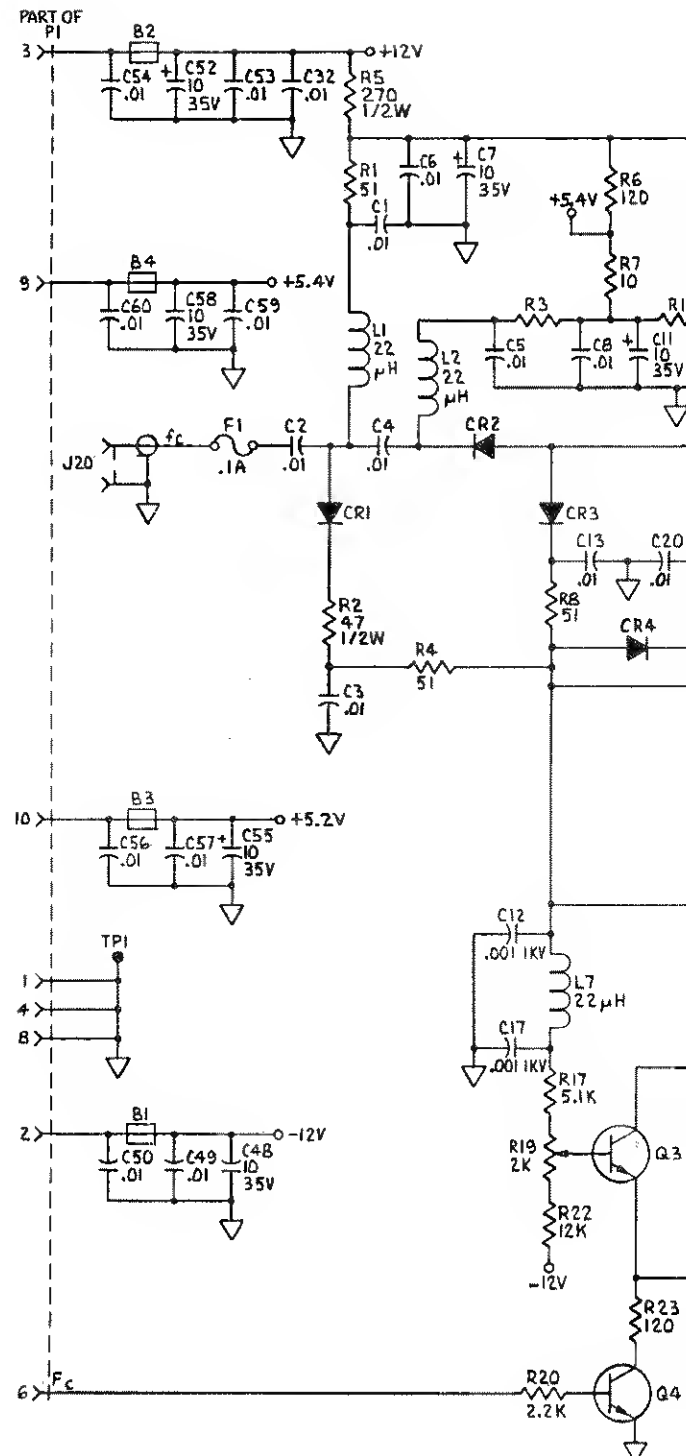 PART OF
P1
3
B2
+12V
C54
.01
+ C52
10
35V
C53
.01
C32
.01
R5
270
1/2W
R1
51
C1
.01
C6
.01
+ C7
10
35V
R6
120
+5.4V
R7
10
9
B4
+5.4V
C60
.01
C58
10
35V
C59
.01
L1
22
μH
L2
22
μH
R3
R1
C5
.01
C8
.01
+ C11
10
35V
J20
fc
F1
.1A
C2
.01
C4
.01
CR2
CR1
CR3
C13
.01
C20
.01
R2
47
1/2W
R8
51
CR4
R4
51
C3
.01
10
B3
+5.2V
C56
.01
C57
.01
+ C55
10
35V
TP1
1
4
8
C12
.001 1KV
L7
22μH
C17
.001 1KV
R17
5.1K
2
B1
-12V
C50
.01
C49
.01
C48
10
35V
R19
2K
Q3
R22
12K
-12V
R23
120
6
Fc
R20
2.2K
Q4